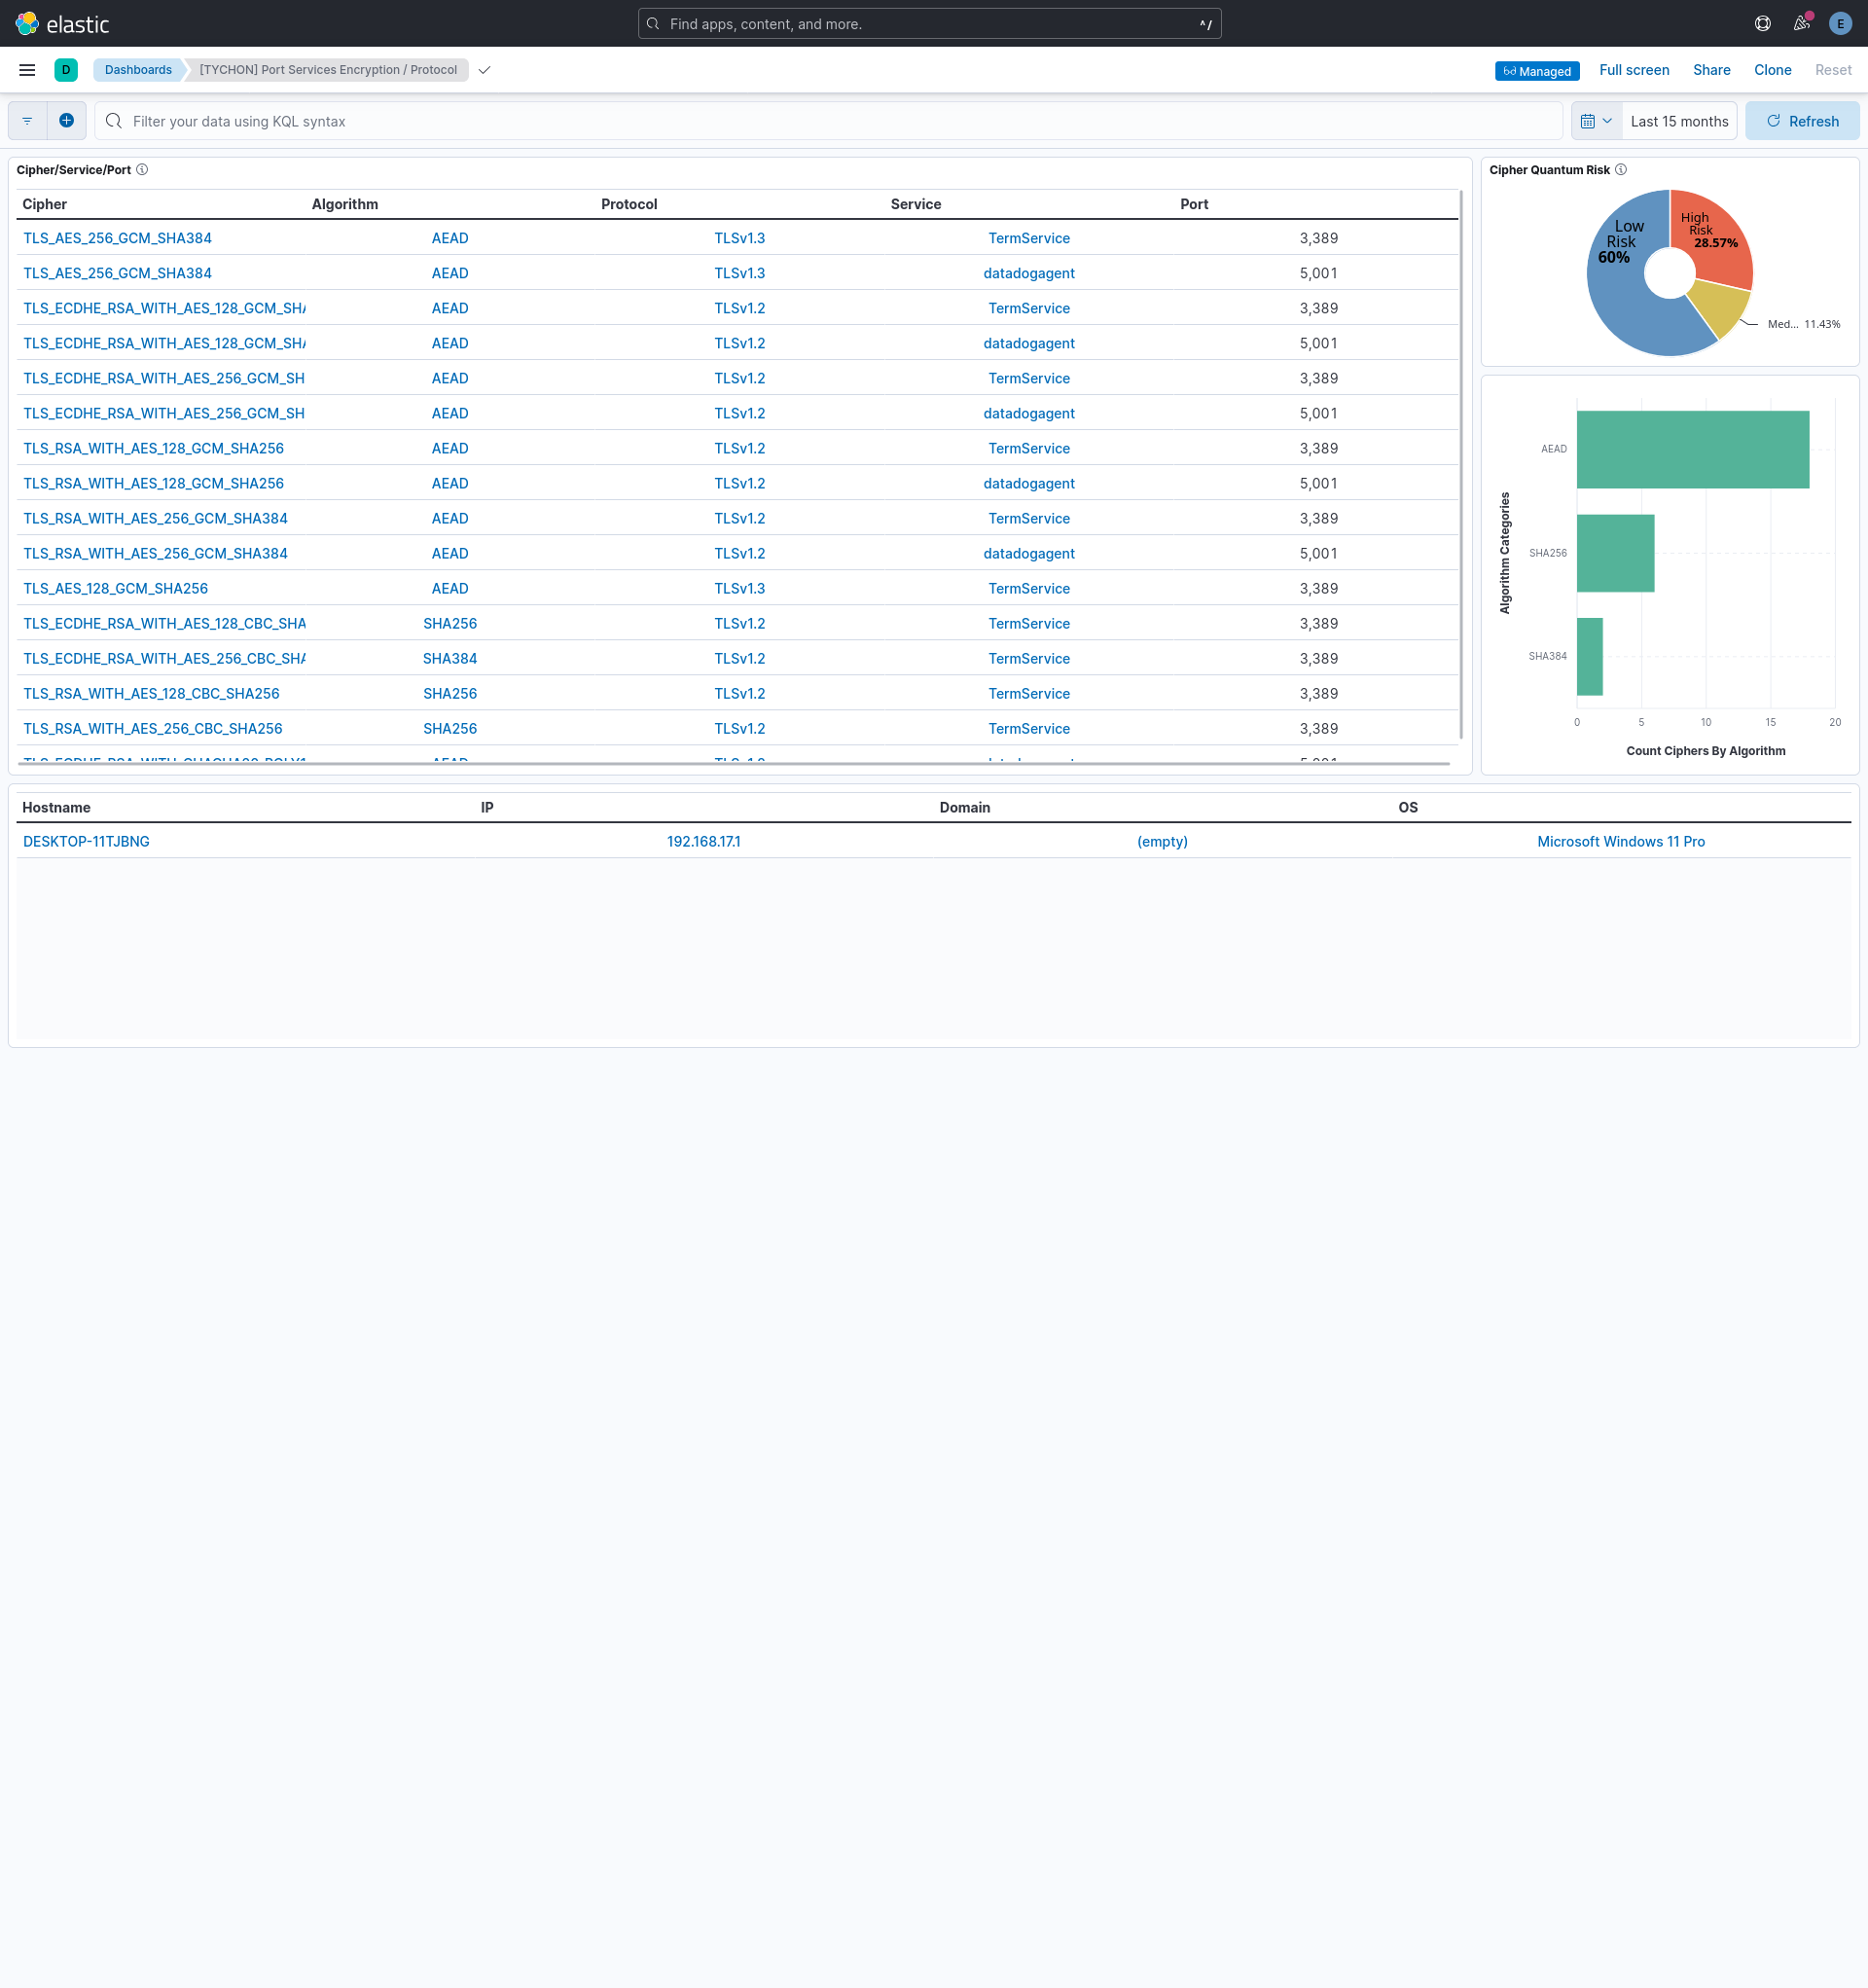 elastic
Find apps, content, and more. ^/
E
D Dashboards [TYCHON] Port Services Encryption / Protocol Managed Full screen Share Clone Reset
Filter your data using KQL syntax Last 15 months Refresh
Cipher/Service/Port
Cipher Algorithm Protocol Service Port
TLS_AES_256_GCM_SHA384 AEAD TLSv1.3 TermService 3,389
TLS_AES_256_GCM_SHA384 AEAD TLSv1.3 datadogagent 5,001
TLS_ECDHE_RSA_WITH_AES_128_GCM_SHA AEAD TLSv1.2 TermService 3,389
TLS_ECDHE_RSA_WITH_AES_128_GCM_SHA AEAD TLSv1.2 datadogagent 5,001
TLS_ECDHE_RSA_WITH_AES_256_GCM_SH AEAD TLSv1.2 TermService 3,389
TLS_ECDHE_RSA_WITH_AES_256_GCM_SH AEAD TLSv1.2 datadogagent 5,001
TLS_RSA_WITH_AES_128_GCM_SHA256 AEAD TLSv1.2 TermService 3,389
TLS_RSA_WITH_AES_128_GCM_SHA256 AEAD TLSv1.2 datadogagent 5,001
TLS_RSA_WITH_AES_256_GCM_SHA384 AEAD TLSv1.2 TermService 3,389
TLS_RSA_WITH_AES_256_GCM_SHA384 AEAD TLSv1.2 datadogagent 5,001
TLS_AES_128_GCM_SHA256 AEAD TLSv1.3 TermService 3,389
TLS_ECDHE_RSA_WITH_AES_128_CBC_SHA SHA256 TLSv1.2 TermService 3,389
TLS_ECDHE_RSA_WITH_AES_256_CBC_SHA SHA384 TLSv1.2 TermService 3,389
TLS_RSA_WITH_AES_128_CBC_SHA256 SHA256 TLSv1.2 TermService 3,389
TLS_RSA_WITH_AES_256_CBC_SHA256 SHA256 TLSv1.2 TermService 3,389
Cipher Quantum Risk
Low
Risk
60%
High
Risk
28.57%
Med... 11.43%
Algorithm Categories
AEAD
SHA256
SHA384
0 5 10 15 20
Count Ciphers By Algorithm
Hostname IP Domain OS
DESKTOP-11TJBNG 192.168.17.1 (empty) Microsoft Windows 11 Pro